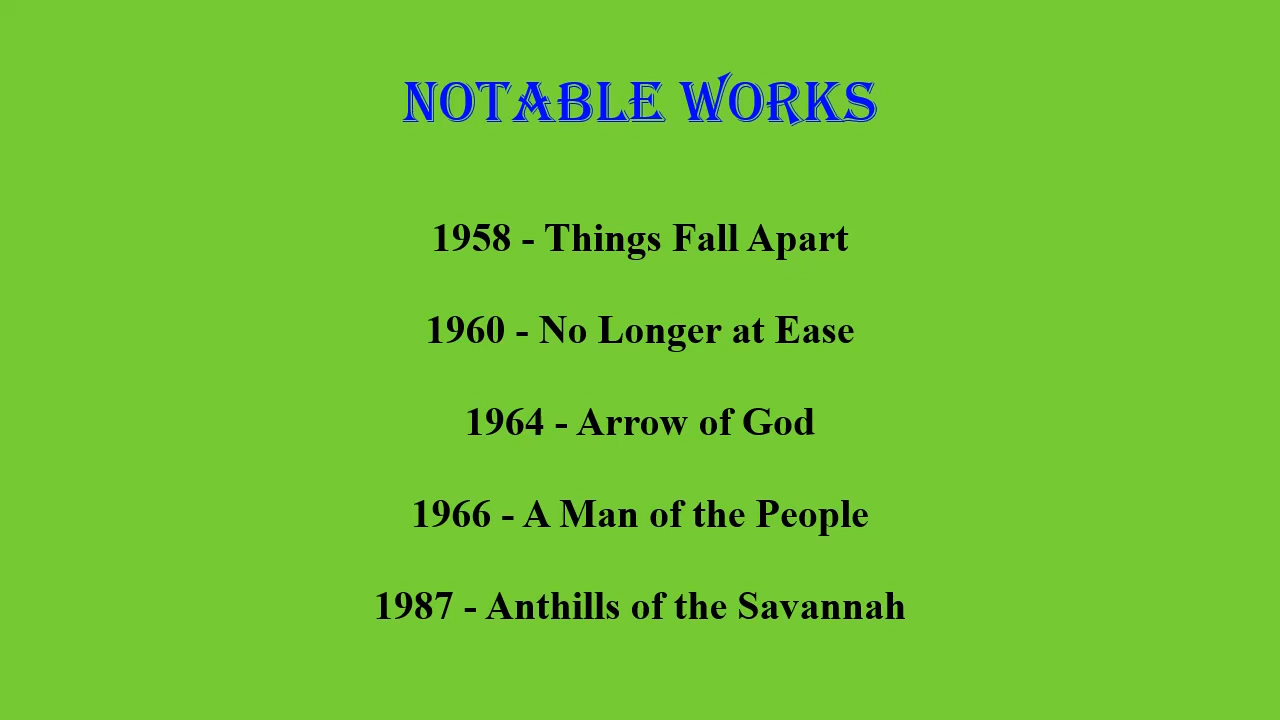 NOTABLE WORKS
1958 - Things Fall Apart
1960 - No Longer at Ease
1964 - Arrow of God
1966 - A Man of the People
1987 - Anthills of the Savannah